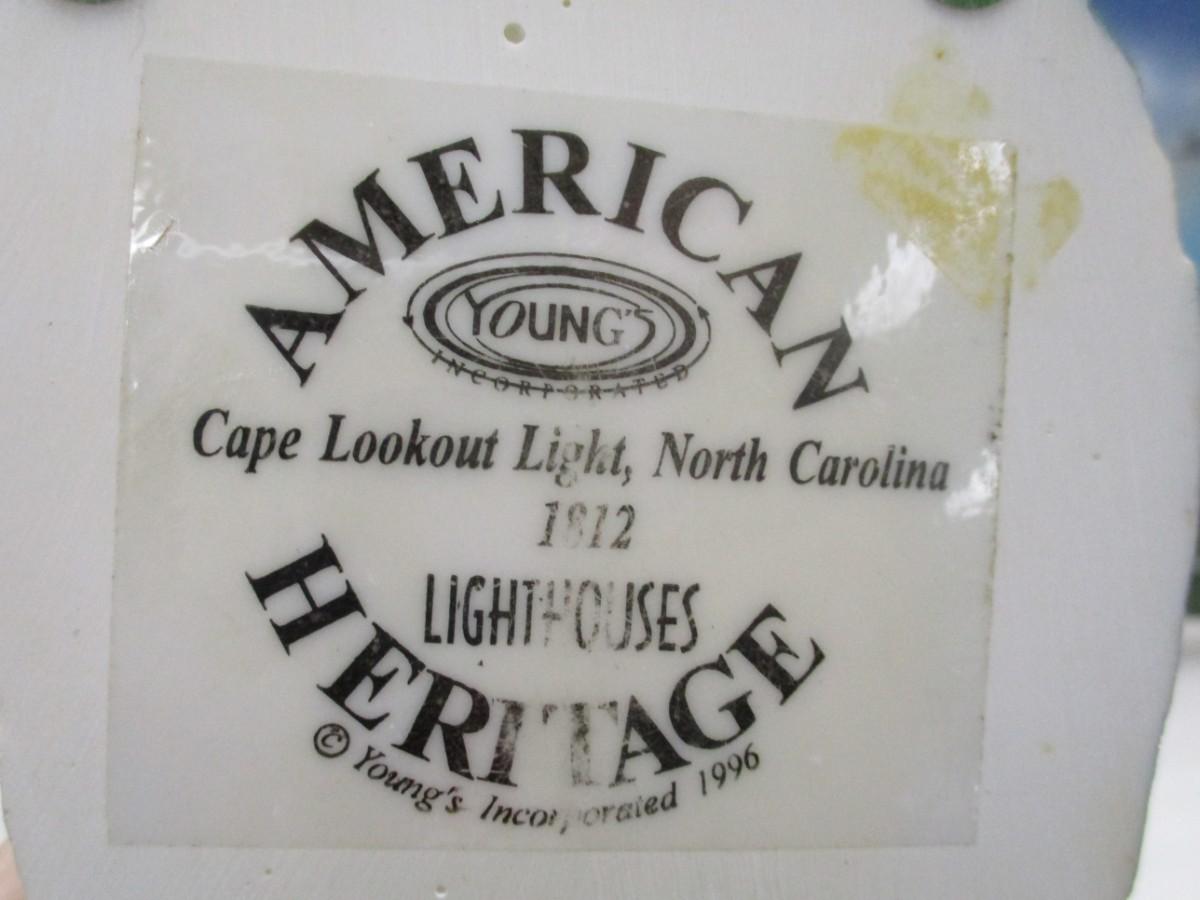 AMERICAN
YOUNG'S
INCORPORATED
Cape Lookout Light, North Carolina
1812
LIGHTHOUSES
HERITAGE
© Young's Incorporated 1996